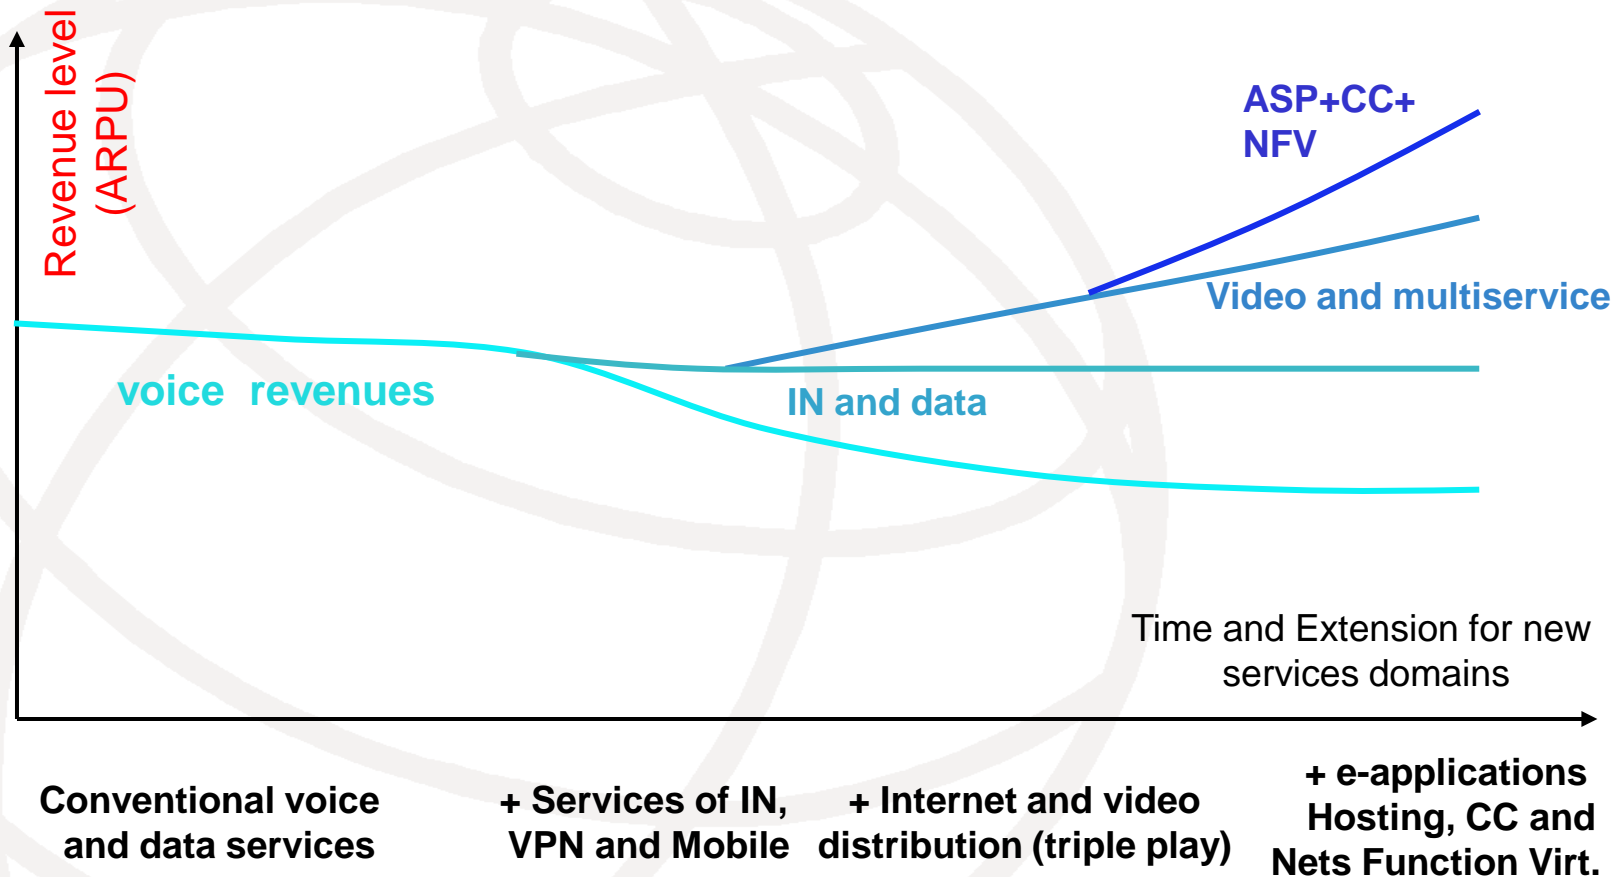 Revenue level
(ARPU)
ASP+CC+
NFV
Video and multiservice
voice revenues
IN and data
Time and Extension for new
services domains
Conventional voice
and data services
+ Services of IN,
VPN and Mobile
+ Internet and video
distribution (triple play)
+ e-applications
Hosting, CC and
Nets Function Virt.